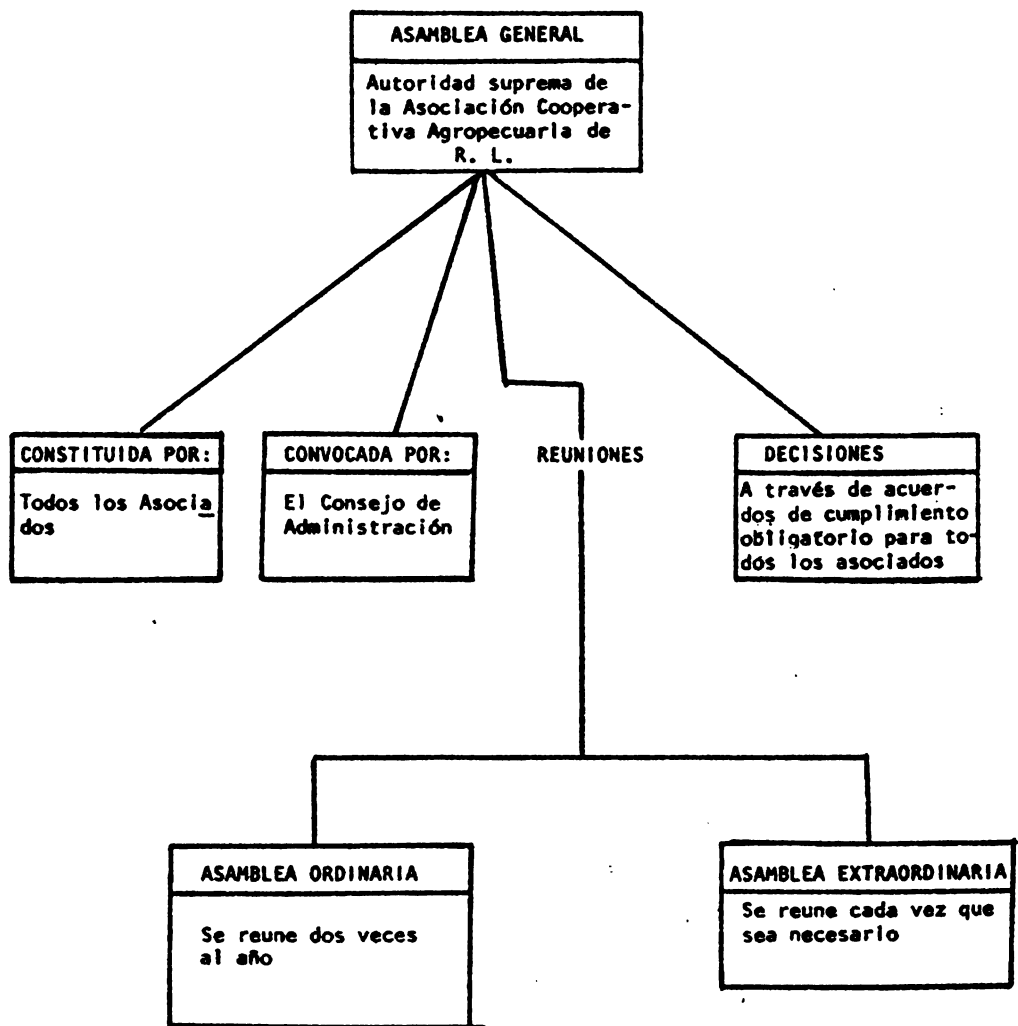 ASAMBLEA GENERAL
Autoridad suprema de
la Asociación Coopera-
tiva Agropecuaria de
R. L.
CONSTITUIDA POR:
Todos los Asocia
dos
CONVOCADA POR:
El Consejo de
Administración
REUNIONES
DECISIONES
A través de acuer-
dos de cumplimiento
obligatorio para to-
dos los asociados
ASAMBLEA ORDINARIA
Se reune dos veces
al año
ASAMBLEA EXTRAORDINARIA
Se reune cada vez que
sea necesario